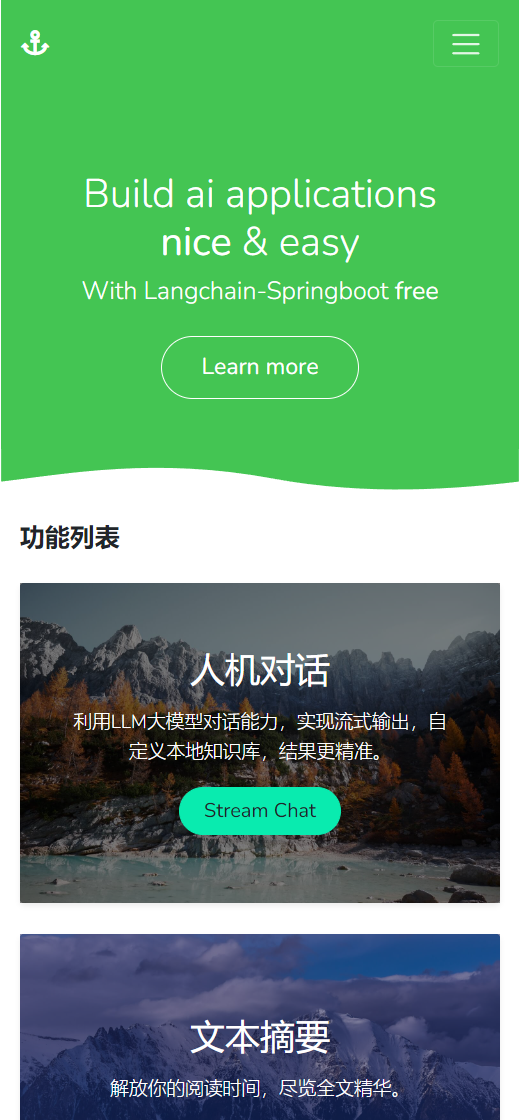 Build ai applications
nice & easy
With Langchain-Springboot free
Learn more
功能列表
人机对话
利用LLM大模型对话能力，实现流式输出，自
定义本地知识库，结果更精准。
Stream Chat
文本摘要
解放你的阅读时间，尽览全文精华。